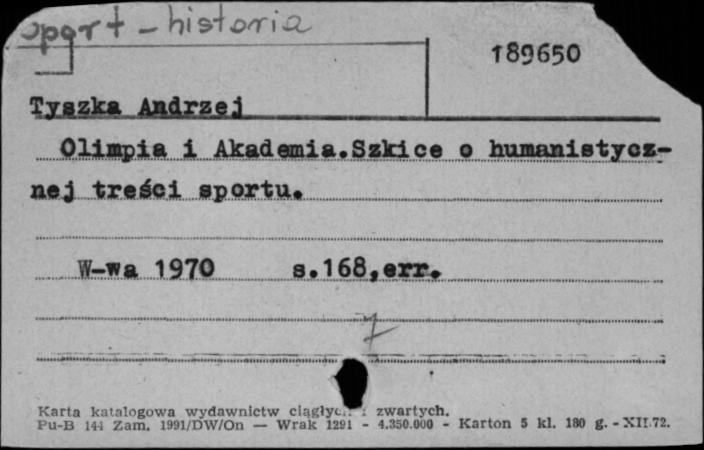 sport - historia
189650
Tyszka Andrzej
Olimpia i Akademia.Szkice o humanistycz-
nej treści sportu.
W-wa 1970 s.168,err.
7
Karta katalogowa wydawnictw ciągłych i zwartych.
Pu-B 144 Zam. 1991/DW/On — Wrak 1291 - 4.350.000 - Karton 5 kl. 180 g. - XII.72.